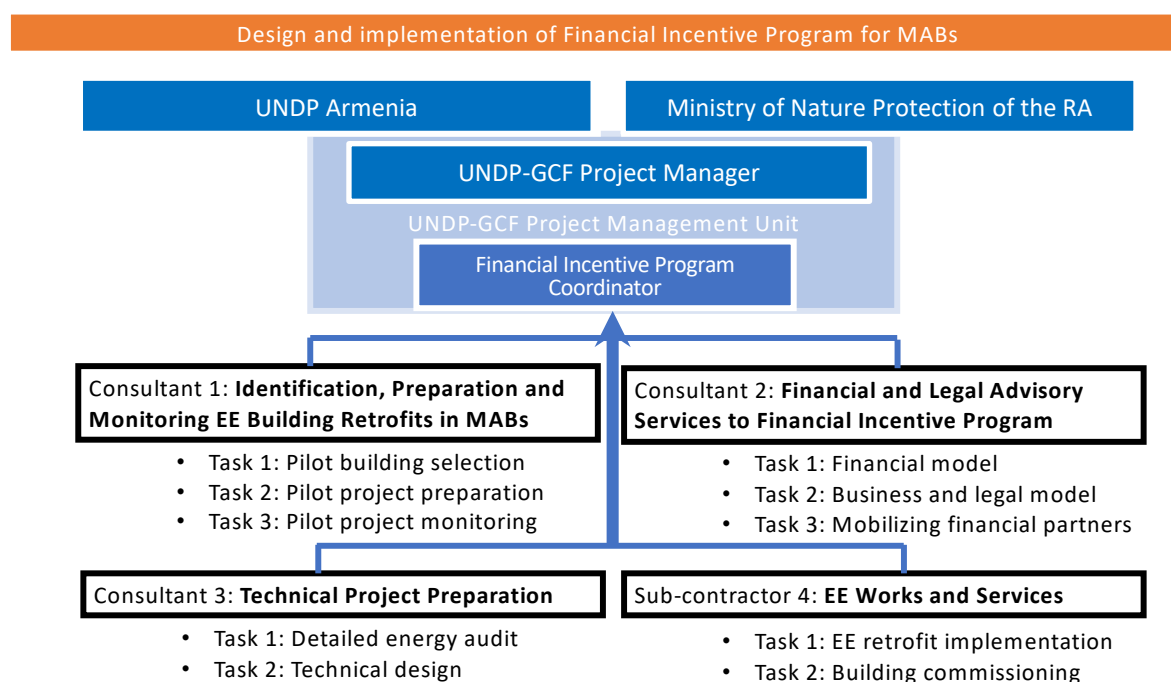 Design and implementation of Financial Incentive Program for MABs
UNDP Armenia
Ministry of Nature Protection of the RA
UNDP-GCF Project Manager
UNDP-GCF Project Management Unit
Financial Incentive Program
Coordinator
Consultant 1: Identification, Preparation and
Monitoring EE Building Retrofits in MABs
• Task 1: Pilot building selection
• Task 2: Pilot project preparation
• Task 3: Pilot project monitoring
Consultant 2: Financial and Legal Advisory
Services to Financial Incentive Program
• Task 1: Financial model
• Task 2: Business and legal model
• Task 3: Mobilizing financial partners
Consultant 3: Technical Project Preparation
• Task 1: Detailed energy audit
• Task 2: Technical design
Sub-contractor 4: EE Works and Services
• Task 1: EE retrofit implementation
• Task 2: Building commissioning